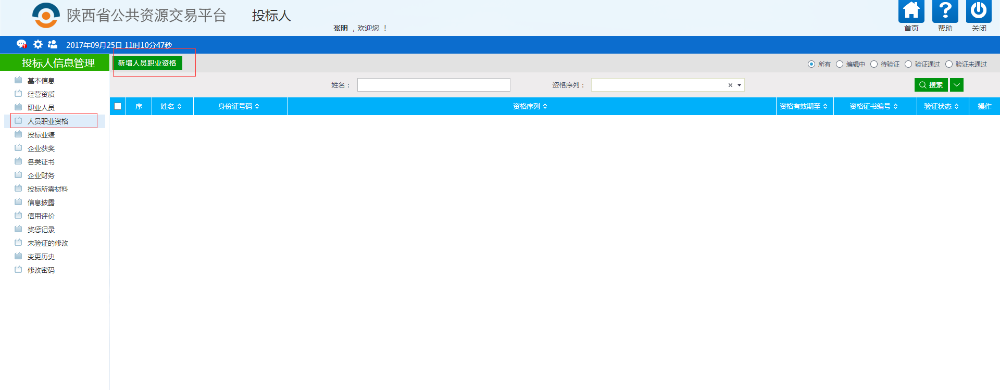 陕西省公共资源交易平台 投标人
张明 ，欢迎您 ！
首页 帮助 关闭
2017年09月25日 11时10分47秒
投标人信息管理
基本信息
经营资质
职业人员
人员职业资格
投标业绩
企业获奖
各类证书
企业财务
投标所需材料
信息披露
信用评价
奖惩记录
未验证的修改
变更历史
修改密码
新增人员职业资格
所有 编辑中 待验证 验证通过 验证未通过
姓名： 资格序列： 搜索
序 姓名 身份证号码 资格序列 资格有效期至 资格证书编号 验证状态 操作